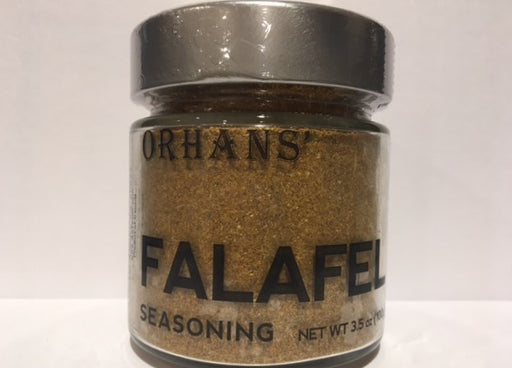 ORHANS'
FALAFEL
SEASONING NET WT 3.5 oz